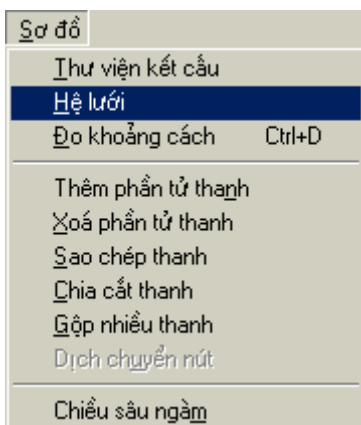 Sơ đồ
Thư viện kết cấu
Hệ lưới
Đo khoảng cách Ctrl+D
Thêm phần tử thanh
Xoá phần tử thanh
Sao chép thanh
Chia cắt thanh
Gộp nhiều thanh
Dịch chuyển nút
Chiều sâu ngàm